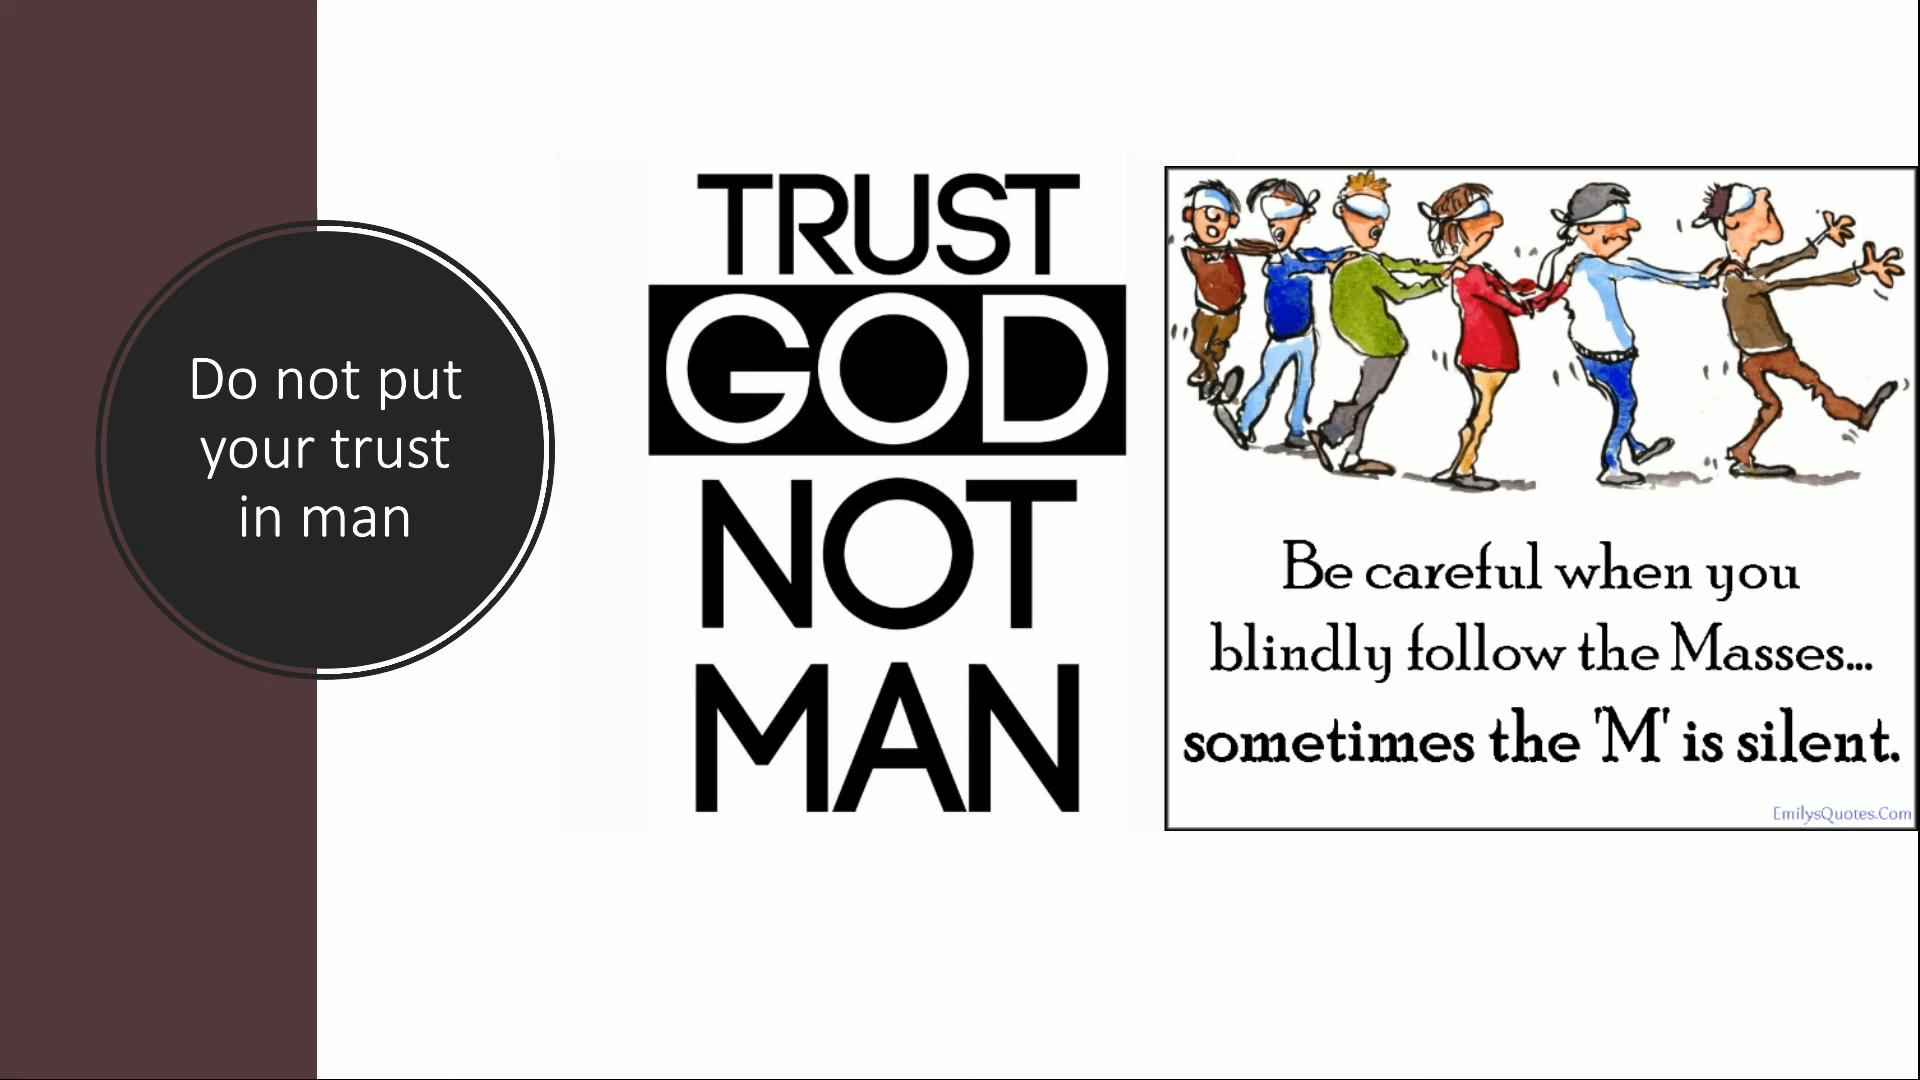 Do not put
your trust
in man
TRUST
GOD
NOT
MAN
Be careful when you
blindly follow the Masses...
sometimes the 'M' is silent.
EmilysQuotes.Com